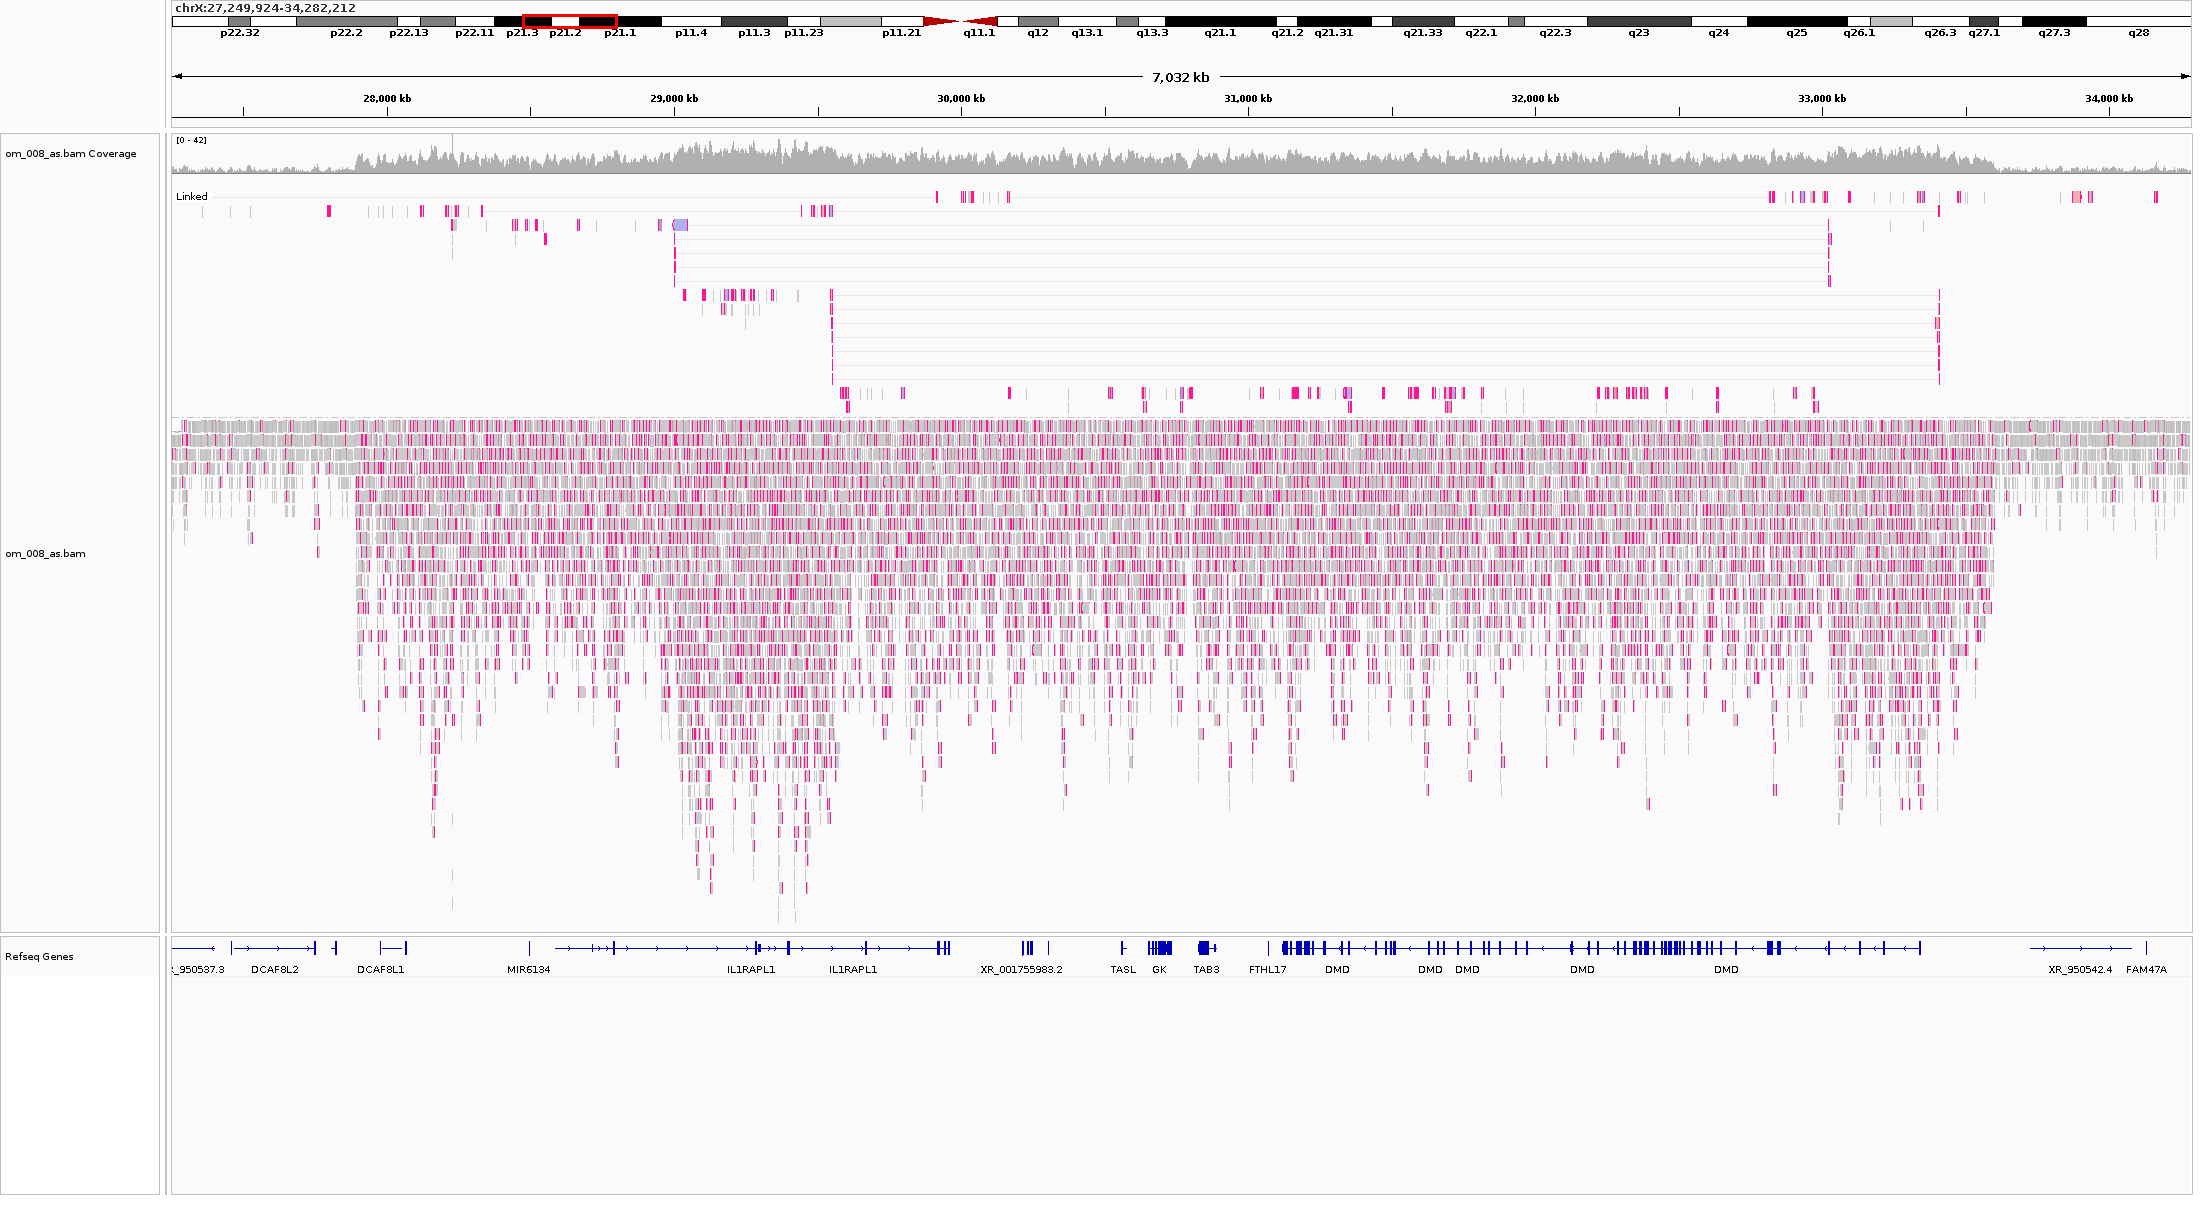 chrX:27,249,924-34,282,212
p22.32 p22.2 p22.13 p22.11 p21.3 p21.2 p21.1 p11.4 p11.3 p11.23 p11.21 q11.1 q12 q13.1 q13.3 q21.1 q21.2 q21.31 q21.33 q22.1 q22.3 q23 q24 q25 q26.1 q26.3 q27.1 q27.3 q28
7,032 kb
28,000 kb 29,000 kb 30,000 kb 31,000 kb 32,000 kb 33,000 kb 34,000 kb
[0 - 42]
om_008_as.bam Coverage
Linked
om_008_as.bam
Refseq Genes
_950537.3 DCAF8L2 DCAF8L1 MIR6134 IL1RAPL1 IL1RAPL1 XR_001755983.2 TASL GK TAB3 FTHL17 DMD DMD DMD DMD DMD XR_950542.4 FAM47A